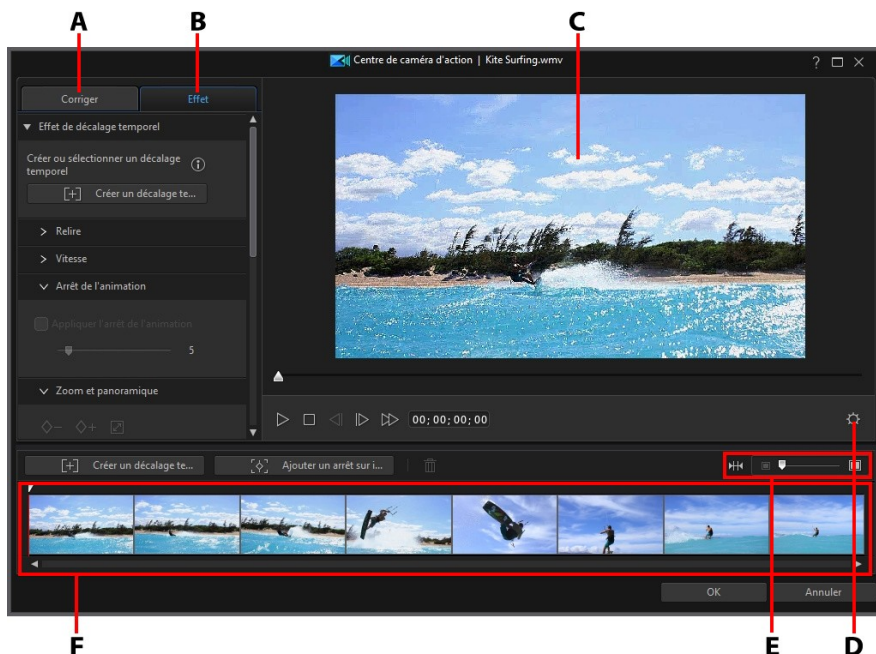 A
B
C
Centre de caméra d'action | Kite Surfing.wmv
Corriger
Effet
Effet de décalage temporel
Créer ou sélectionner un décalage
temporel
Créer un décalage te...
Relire
Vitesse
Arrêt de l'animation
Appliquer l'arrêt de l'animation
5
Zoom et panoramique
00;00;00;00
Créer un décalage te...
Ajouter un arrêt sur i...
OK
Annuler
F
E
D